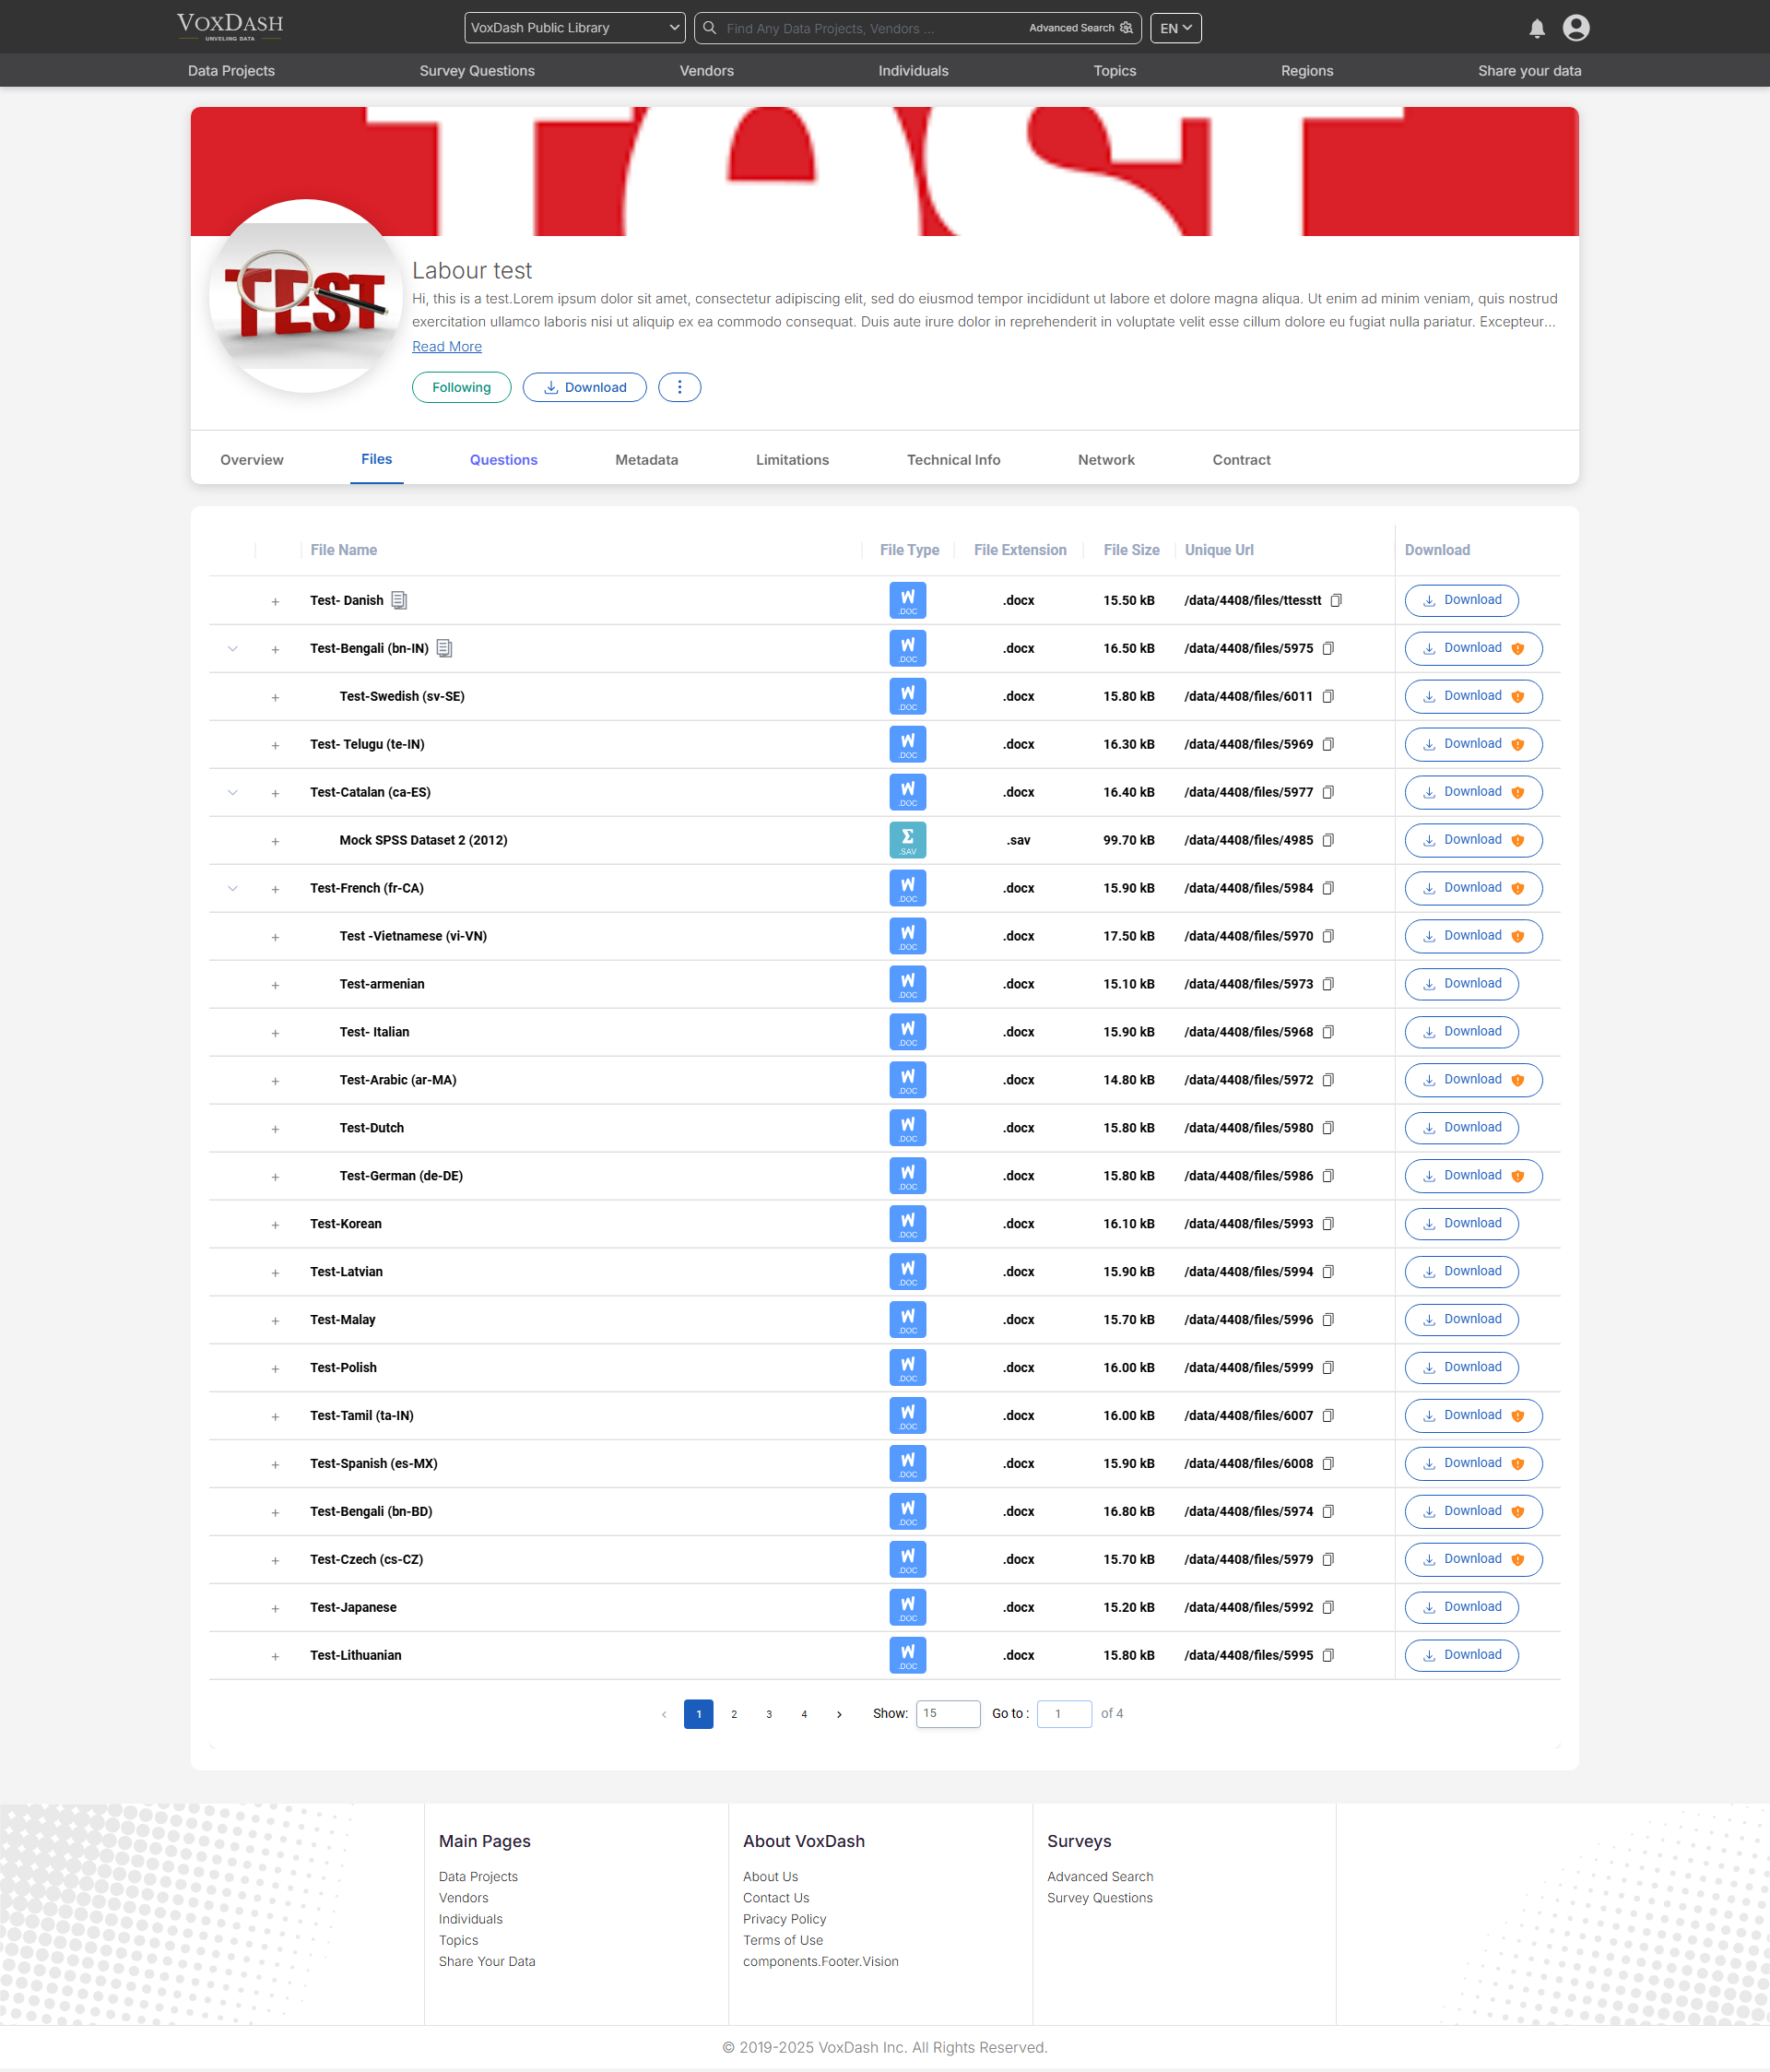 VOXDASH
UNVEILING DATA
VoxDash Public Library
Find Any Data Projects, Vendors ...
Advanced Search
EN
Data Projects
Survey Questions
Vendors
Individuals
Topics
Regions
Share your data
TEST
TEST
Labour test
Hi, this is a test.Lorem ipsum dolor sit amet, consectetur adipiscing elit, sed do eiusmod tempor incididunt ut labore et dolore magna aliqua. Ut enim ad minim veniam, quis nostrud
exercitation ullamco laboris nisi ut aliquip ex ea commodo consequat. Duis aute irure dolor in reprehenderit in voluptate velit esse cillum dolore eu fugiat nulla pariatur. Excepteur...
Read More
Following
Download
Overview
Files
Questions
Metadata
Limitations
Technical Info
Network
Contract
File Name File Type File Extension File Size Unique Url Download
+ Test- Danish W .DOC .docx 15.50 kB /data/4408/files/ttesstt Download
+ Test-Bengali (bn-IN) W .DOC .docx 16.50 kB /data/4408/files/5975 Download
+ Test-Swedish (sv-SE) W .DOC .docx 15.80 kB /data/4408/files/6011 Download
+ Test- Telugu (te-IN) W .DOC .docx 16.30 kB /data/4408/files/5969 Download
+ Test-Catalan (ca-ES) W .DOC .docx 16.40 kB /data/4408/files/5977 Download
+ Mock SPSS Dataset 2 (2012) Σ .SAV .sav 99.70 kB /data/4408/files/4985 Download
+ Test-French (fr-CA) W .DOC .docx 15.90 kB /data/4408/files/5984 Download
+ Test -Vietnamese (vi-VN) W .DOC .docx 17.50 kB /data/4408/files/5970 Download
+ Test-armenian W .DOC .docx 15.10 kB /data/4408/files/5973 Download
+ Test- Italian W .DOC .docx 15.90 kB /data/4408/files/5968 Download
+ Test-Arabic (ar-MA) W .DOC .docx 14.80 kB /data/4408/files/5972 Download
+ Test-Dutch W .DOC .docx 15.80 kB /data/4408/files/5980 Download
+ Test-German (de-DE) W .DOC .docx 15.80 kB /data/4408/files/5986 Download
+ Test-Korean W .DOC .docx 16.10 kB /data/4408/files/5993 Download
+ Test-Latvian W .DOC .docx 15.90 kB /data/4408/files/5994 Download
+ Test-Malay W .DOC .docx 15.70 kB /data/4408/files/5996 Download
+ Test-Polish W .DOC .docx 16.00 kB /data/4408/files/5999 Download
+ Test-Tamil (ta-IN) W .DOC .docx 16.00 kB /data/4408/files/6007 Download
+ Test-Spanish (es-MX) W .DOC .docx 15.90 kB /data/4408/files/6008 Download
+ Test-Bengali (bn-BD) W .DOC .docx 16.80 kB /data/4408/files/5974 Download
+ Test-Czech (cs-CZ) W .DOC .docx 15.70 kB /data/4408/files/5979 Download
+ Test-Japanese W .DOC .docx 15.20 kB /data/4408/files/5992 Download
+ Test-Lithuanian W .DOC .docx 15.80 kB /data/4408/files/5995 Download
‹ 1 2 3 4 › Show: 15 Go to : 1 of 4
Main Pages
Data Projects
Vendors
Individuals
Topics
Share Your Data
About VoxDash
About Us
Contact Us
Privacy Policy
Terms of Use
components.Footer.Vision
Surveys
Advanced Search
Survey Questions
© 2019-2025 VoxDash Inc. All Rights Reserved.